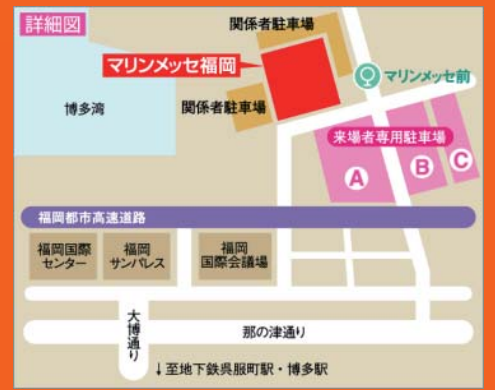 詳細図
関係者駐車場
マリンメッセ福岡
マリンメッセ前
博多湾
関係者駐車場
来場者専用駐車場
A
B
C
福岡都市高速道路
福岡国際
センター
福岡
サンパレス
福岡
国際会議場
大博通り
那の津通り
↓至地下鉄呉服町駅・博多駅